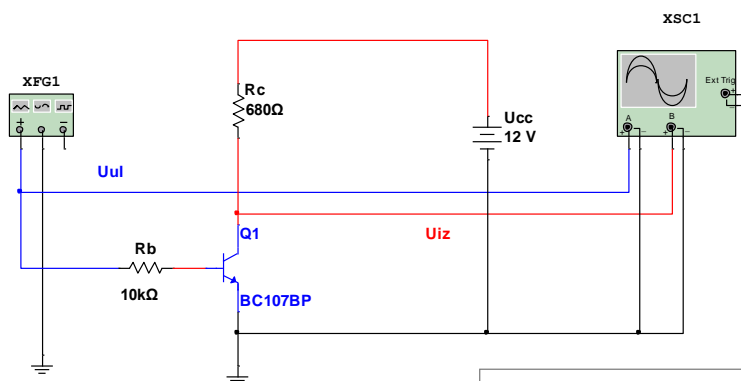 XSC1
XFG1
Rc
680Ω
Ucc
12 V
Ext Trig
+
_
A
B
+
_
+
_
+
–
Uul
Q1
Uiz
Rb
10kΩ
BC107BP